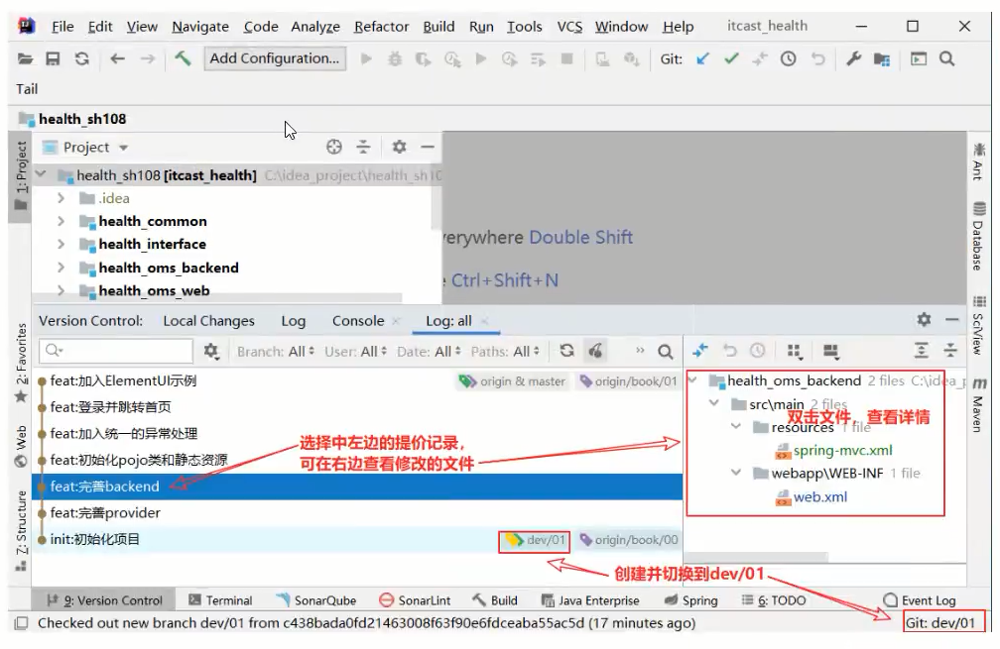 File Edit View Navigate Code Analyze Refactor Build Run Tools VCS Window Help itcast_health
Add Configuration... Git:
Tail
health_sh108
1: Project
Project
health_sh108 [itcast_health] C:\idea_project\health_sh10
.idea
health_common
health_interface
health_oms_backend
health_oms_web
verywhere Double Shift
Ctrl+Shift+N
Ant
Database
SciView
Maven
2: Favorites
Web
Z: Structure
Version Control: Local Changes Log Console Log: all
Branch: All User: All Date: All Paths: All
feat:加入ElementUI示例 origin & master origin/book/01
feat:登录并跳转首页
feat:加入统一的异常处理
feat:初始化pojo类和静态资源
feat:完善backend
feat:完善provider
init:初始化项目 dev/01 origin/book/00
选择中左边的提价记录，
可在右边查看修改的文件
health_oms_backend 2 files C:\idea_p
src\main 2 files
双击文件，查看详情
resources 1 file
spring-mvc.xml
webapp\WEB-INF 1 file
web.xml
创建并切换到dev/01
9: Version Control Terminal SonarQube SonarLint Build Java Enterprise Spring 6: TODO Event Log
Checked out new branch dev/01 from c438bada0fd21463008f63f90e6fdceaba55ac5d (17 minutes ago) Git: dev/01